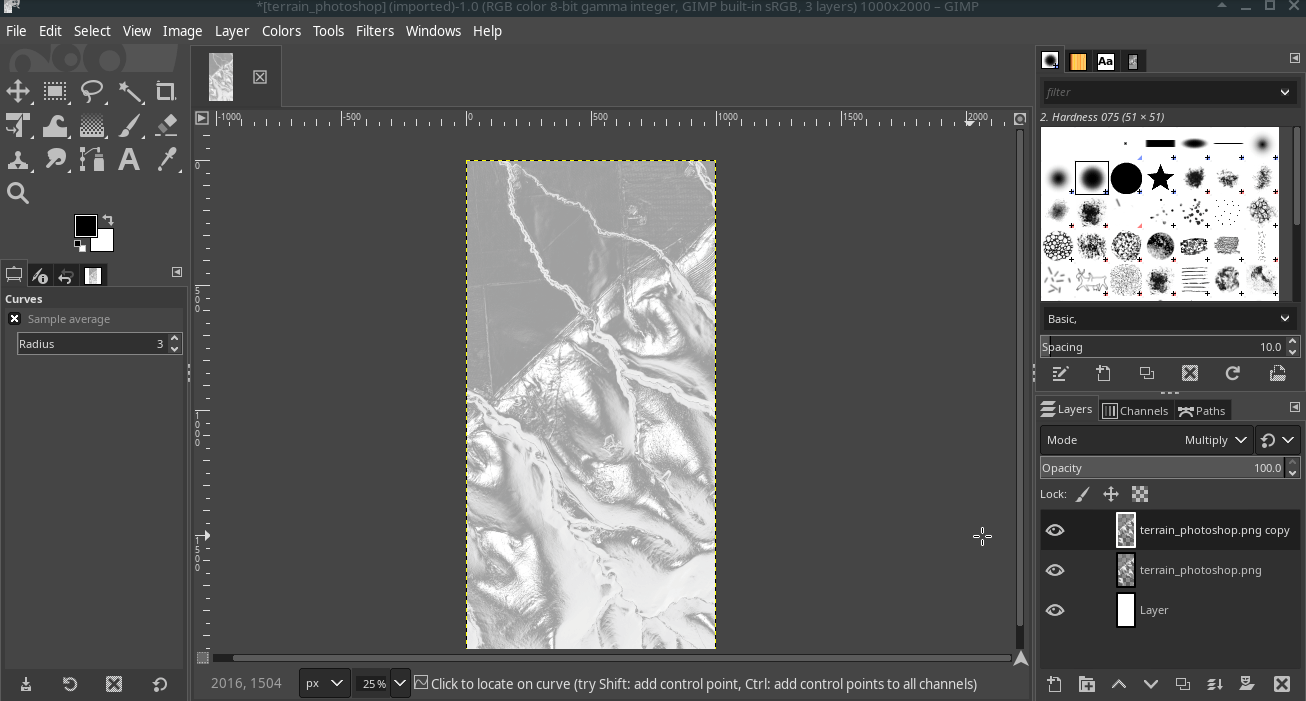 *[terrain_photoshop] (imported)-1.0 (RGB color 8-bit gamma integer, GIMP built-in sRGB, 3 layers) 1000x2000 – GIMP
File Edit Select View Image Layer Colors Tools Filters Windows Help
-1000 -500 0 500 1000 1500 2000
0
500
1000
1500
Curves
Sample average
Radius 3
2016, 1504 px 25% Click to locate on curve (try Shift: add control point, Ctrl: add control points to all channels)
Aa
filter
2. Hardness 075 (51 × 51)
Basic,
Spacing 10.0
Layers Channels Paths
Mode Multiply
Opacity 100.0
Lock:
terrain_photoshop.png copy
terrain_photoshop.png
Layer